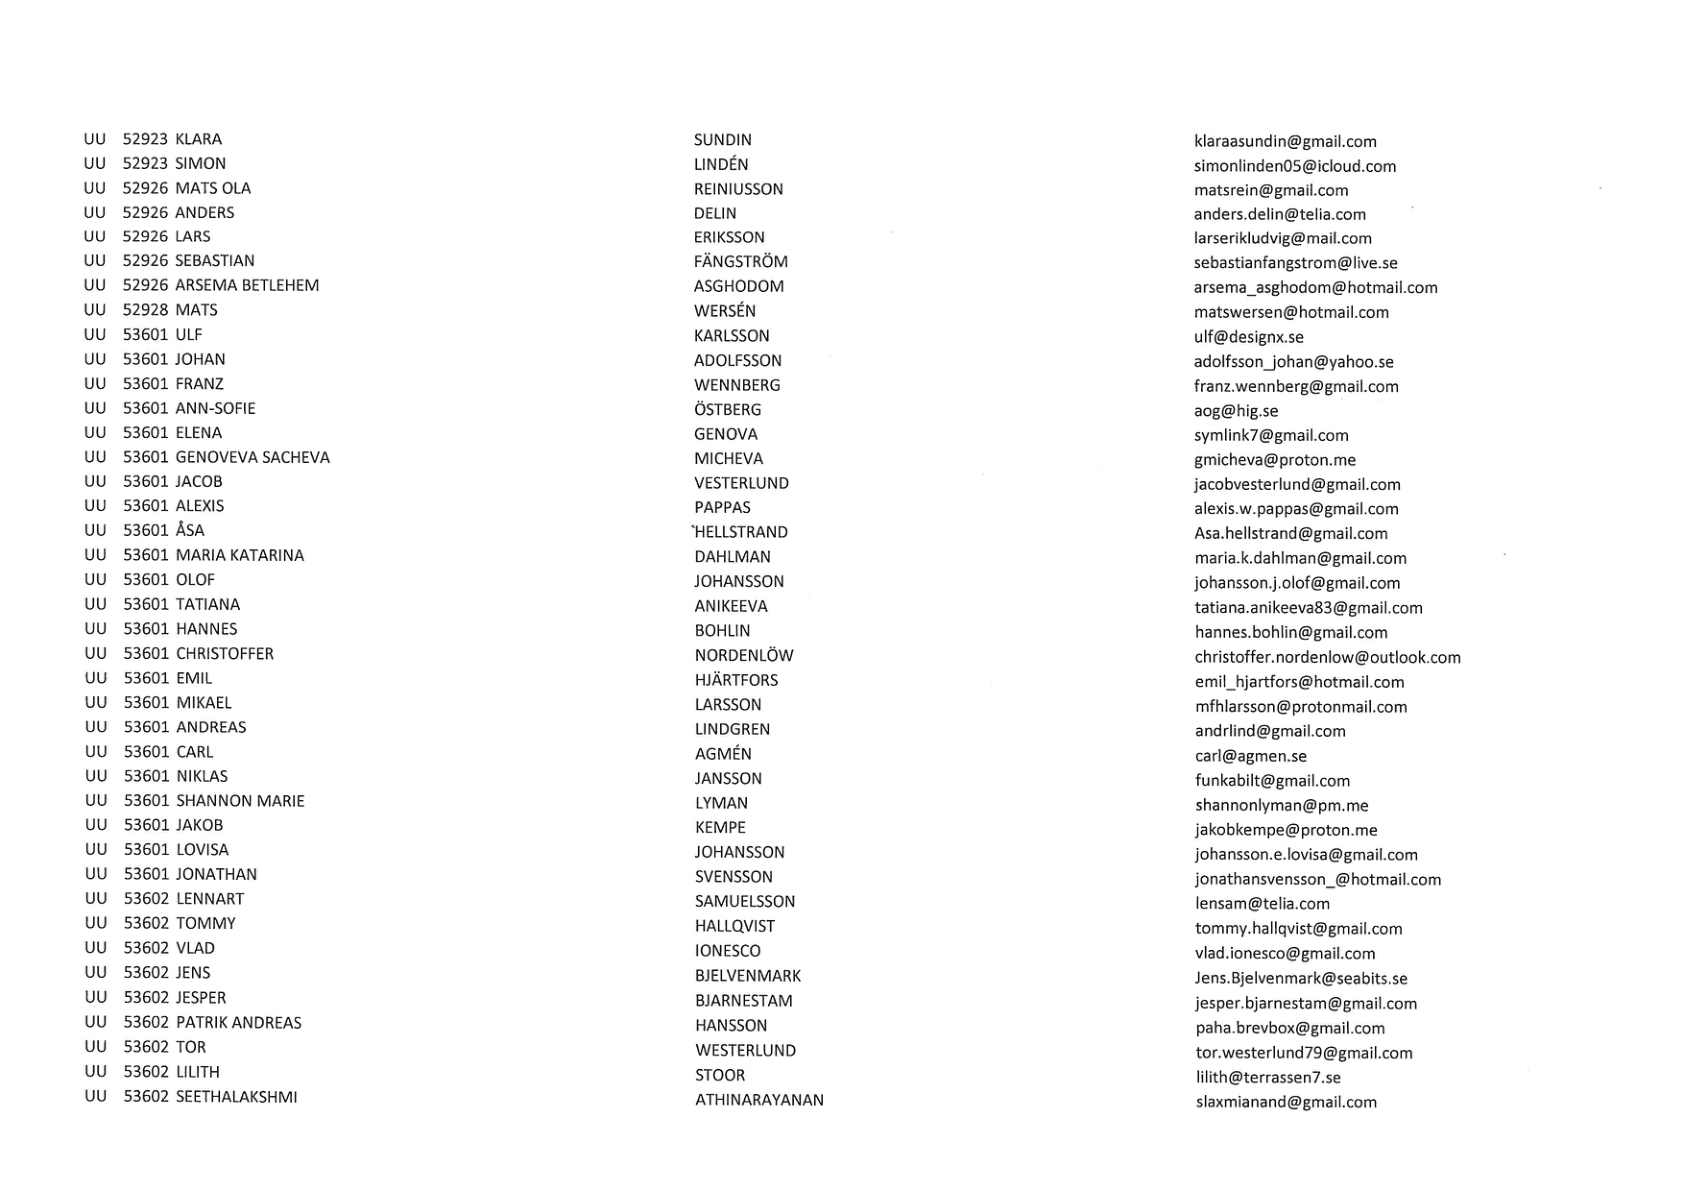 UU 52923 KLARA SUNDIN klaraasundin@gmail.com
UU 52923 SIMON LINDÉN simonlinden05@icloud.com
UU 52926 MATS OLA REINIUSSON matsrein@gmail.com
UU 52926 ANDERS DELIN anders.delin@telia.com
UU 52926 LARS ERIKSSON larserikludvig@mail.com
UU 52926 SEBASTIAN FÄNGSTRÖM sebastianfangstrom@live.se
UU 52926 ARSEMA BETLEHEM ASGHODOM arsema_asghodom@hotmail.com
UU 52928 MATS WERSÉN matswersen@hotmail.com
UU 53601 ULF KARLSSON ulf@designx.se
UU 53601 JOHAN ADOLFSSON adolfsson_johan@yahoo.se
UU 53601 FRANZ WENNBERG franz.wennberg@gmail.com
UU 53601 ANN-SOFIE ÖSTBERG aog@hig.se
UU 53601 ELENA GENOVA symlink7@gmail.com
UU 53601 GENOVEVA SACHEVA MICHEVA gmicheva@proton.me
UU 53601 JACOB VESTERLUND jacobvesterlund@gmail.com
UU 53601 ALEXIS PAPPAS alexis.w.pappas@gmail.com
UU 53601 ÅSA HELLSTRAND Asa.hellstrand@gmail.com
UU 53601 MARIA KATARINA DAHLMAN maria.k.dahlman@gmail.com
UU 53601 OLOF JOHANSSON johansson.j.olof@gmail.com
UU 53601 TATIANA ANIKEEVA tatiana.anikeeva83@gmail.com
UU 53601 HANNES BOHLIN hannes.bohlin@gmail.com
UU 53601 CHRISTOFFER NORDENLÖW christoffer.nordenlow@outlook.com
UU 53601 EMIL HJÄRTFORS emil_hjartfors@hotmail.com
UU 53601 MIKAEL LARSSON mfhlarsson@protonmail.com
UU 53601 ANDREAS LINDGREN andrlind@gmail.com
UU 53601 CARL AGMÉN carl@agmen.se
UU 53601 NIKLAS JANSSON funkabilt@gmail.com
UU 53601 SHANNON MARIE LYMAN shannonlyman@pm.me
UU 53601 JAKOB KEMPE jakobkempe@proton.me
UU 53601 LOVISA JOHANSSON johansson.e.lovisa@gmail.com
UU 53601 JONATHAN SVENSSON jonathansvensson_@hotmail.com
UU 53602 LENNART SAMUELSSON lensam@telia.com
UU 53602 TOMMY HALLQVIST tommy.hallqvist@gmail.com
UU 53602 VLAD IONESCO vlad.ionesco@gmail.com
UU 53602 JENS BJELVENMARK Jens.Bjelvenmark@seabits.se
UU 53602 JESPER BJARNESTAM jesper.bjarnestam@gmail.com
UU 53602 PATRIK ANDREAS HANSSON paha.brevbox@gmail.com
UU 53602 TOR WESTERLUND tor.westerlund79@gmail.com
UU 53602 LILITH STOOR lilith@terrassen7.se
UU 53602 SEETHALAKSHMI ATHINARAYANAN slaxmianand@gmail.com